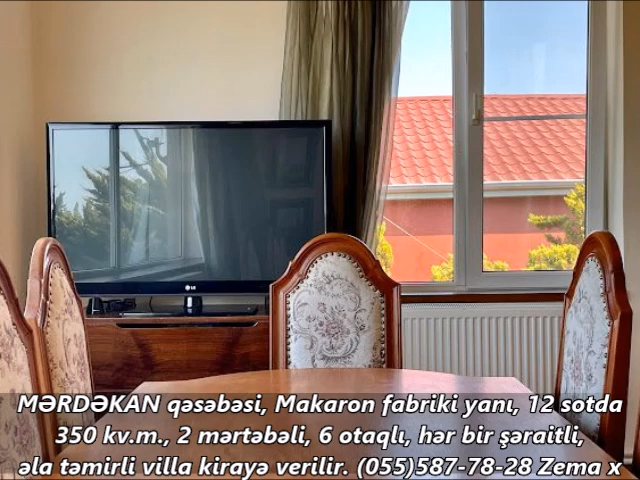 LG
MƏRDƏKAN qəsəbəsi, Makaron fabriki yanı, 12 sotda
350 kv.m., 2 mərtəbəli, 6 otaqlı, hər bir şəraitli,
əla təmirli villa kirayə verilir. (055)587-78-28 Zema x